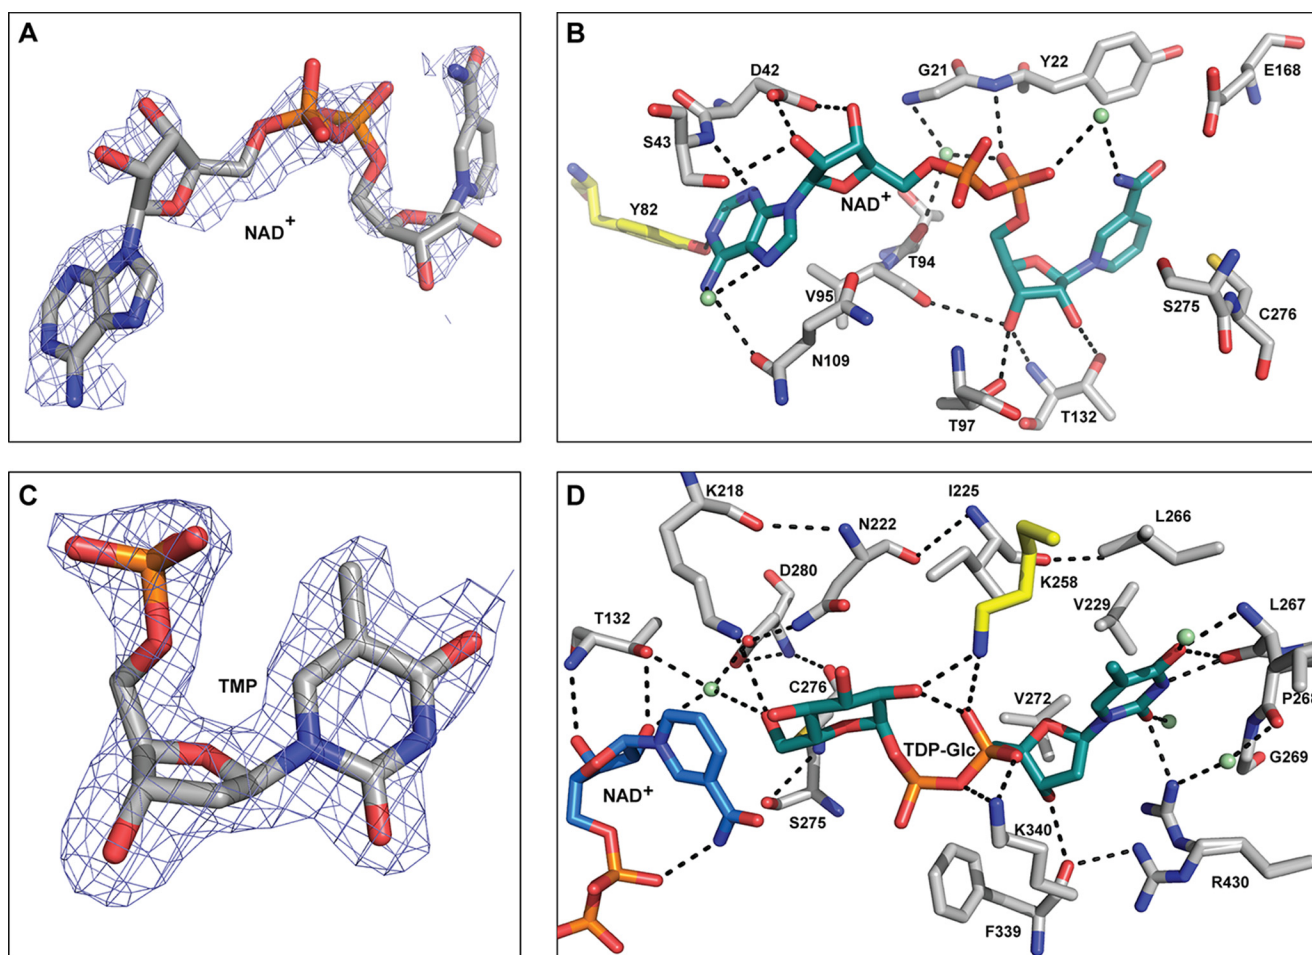 A
NAD+
B
D42
G21
Y22
E168
S43
Y82
NAD+
T94
V95
N109
S275
C276
T97
T132
C
TMP
D
K218
I225
N222
L266
D280
K258
T132
V229
L267
C276
V272
P268
TDP-Glc
NAD+
G269
S275
K340
R430
F339